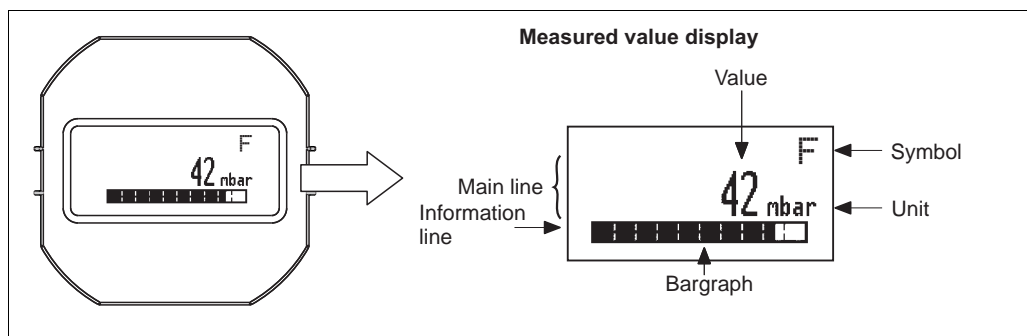 Measured value display
Value
F
F
Symbol
42 mbar
Main line
42 mbar
Unit
Information
line
Bargraph